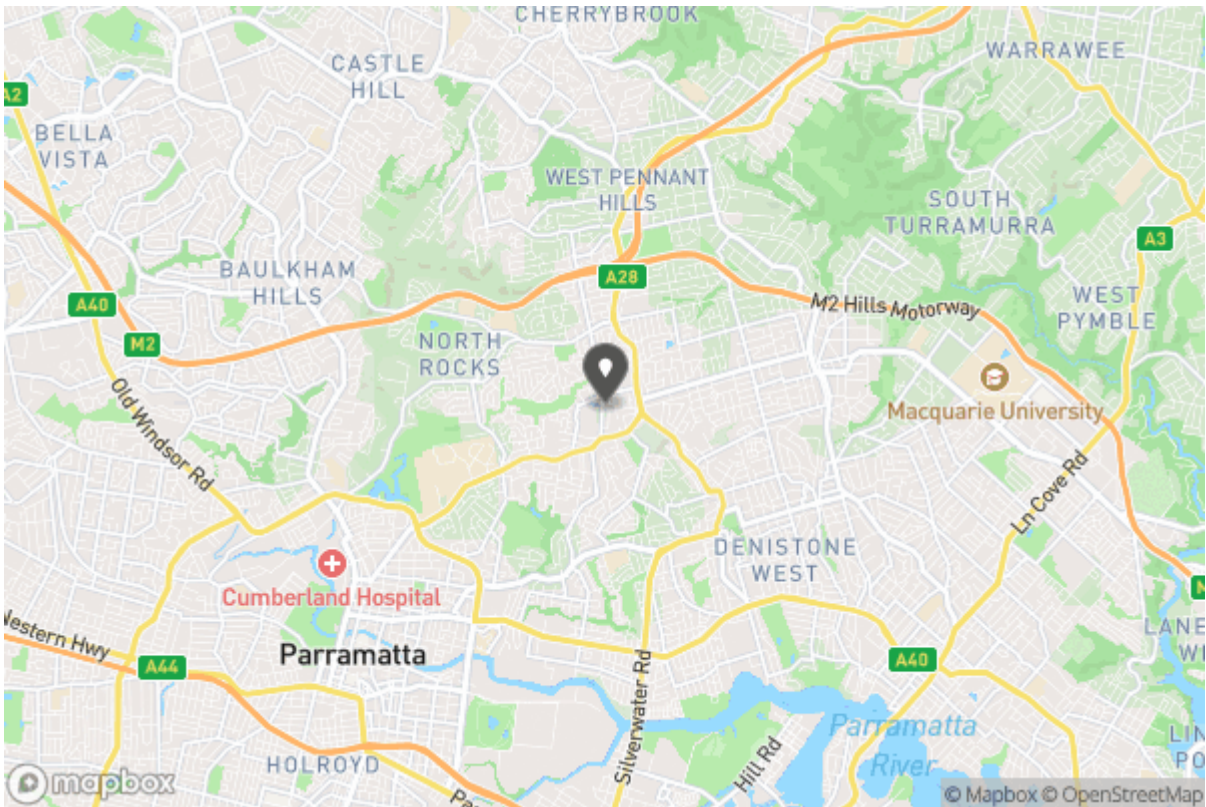 CHERRYBROOK
WARRAWEE
CASTLE
HILL
A2
BELLA
VISTA
WEST PENNANT
HILLS
SOUTH
TURRAMURRA
A3
BAULKHAM
HILLS
A28
A40
M2 Hills Motorway
WEST
PYMBLE
M2
NORTH
ROCKS
Macquarie University
Old Windsor Rd
Ln Cove Rd
DENISTONE
WEST
Cumberland Hospital
Western Hwy
Parramatta
A44
A40
Silverwater Rd
Hill Rd
Parramatta
River
HOLROYD
mapbox
© Mapbox © OpenStreetMap